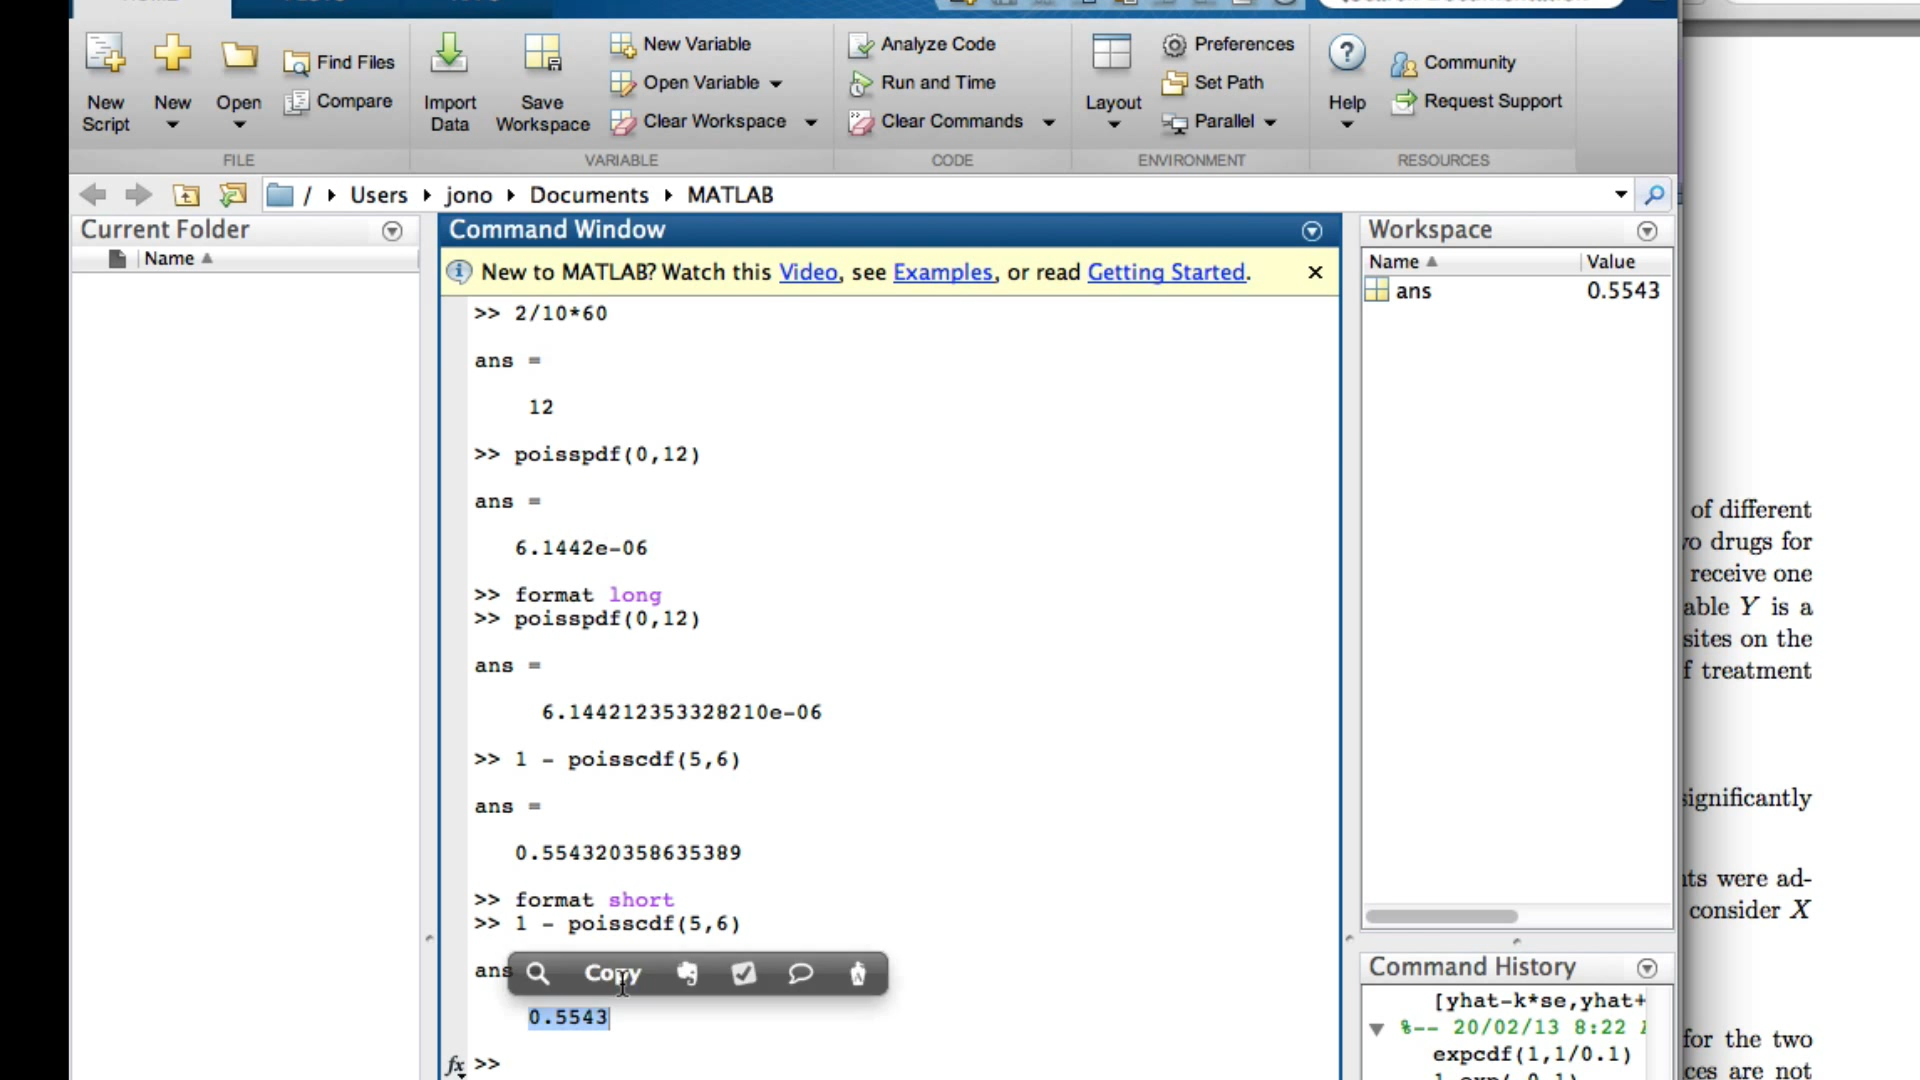 New Script
New
Open
Find Files
Compare
FILE
Import Data
Save Workspace
New Variable
Open Variable
Clear Workspace
VARIABLE
Analyze Code
Run and Time
Clear Commands
CODE
Layout
Preferences
Set Path
Parallel
ENVIRONMENT
Help
Community
Request Support
RESOURCES
/ Users jono Documents MATLAB
Current Folder
Name
Command Window
New to MATLAB? Watch this Video, see Examples, or read Getting Started.
>> 2/10*60
ans =
12
>> poisspdf(0,12)
ans =
6.1442e-06
>> format long
>> poisspdf(0,12)
ans =
6.144212353328210e-06
>> 1 - poisscdf(5,6)
ans =
0.554320358635389
>> format short
>> 1 - poisscdf(5,6)
ans
Copy
0.5543
fx >>
Workspace
Name Value
ans 0.5543
Command History
[yhat-k*se,yhat+
%-- 20/02/13 8:22
expcdf(1,1/0.1)
of different
drugs for
receive one
able Y is a
sites on the
treatment
significantly
were ad-
consider X
for the two
are not